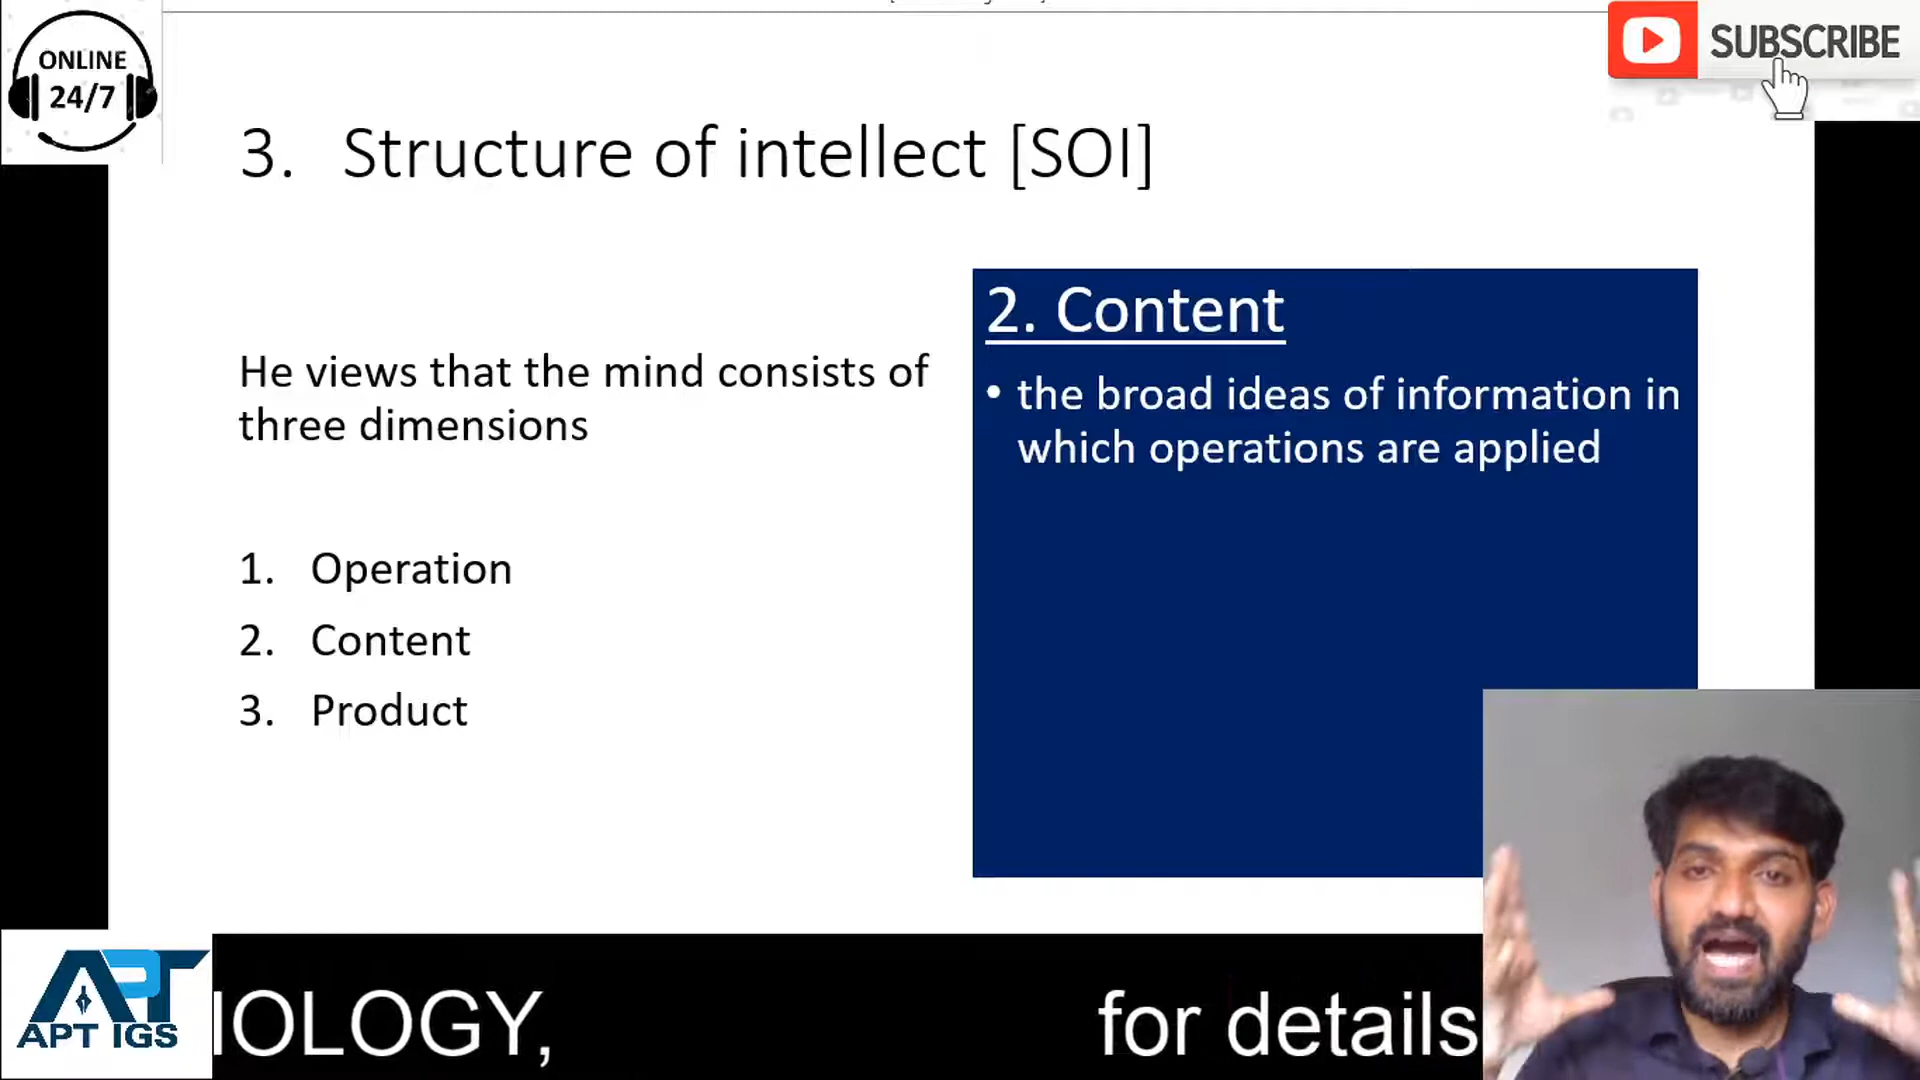 ONLINE
24/7
SUBSCRIBE
3. Structure of intellect [SOI]
He views that the mind consists of
three dimensions
1. Operation
2. Content
3. Product
2. Content
• the broad ideas of information in
which operations are applied
APT
APT IGS
IOLOGY,
for details